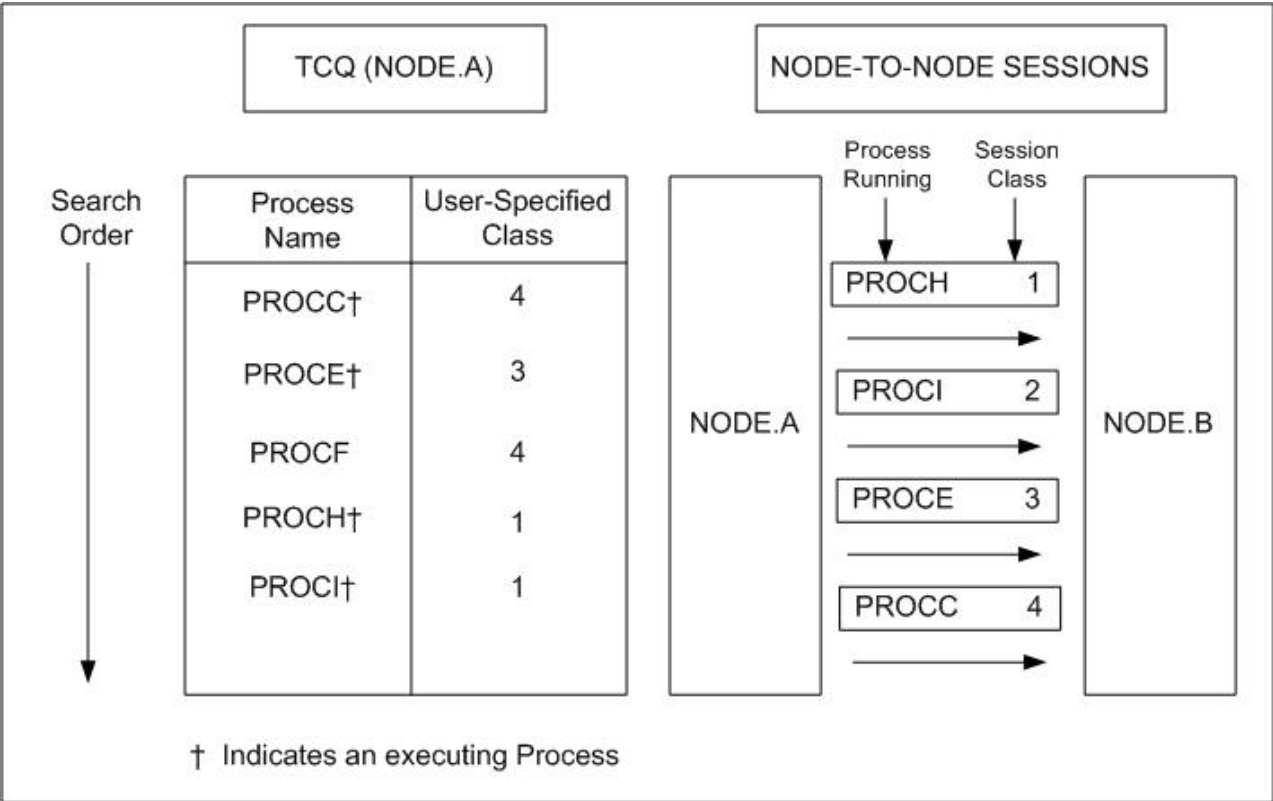 TCQ (NODE.A)
NODE-TO-NODE SESSIONS
Search
Order
Process
Name
User-Specified
Class
PROCC† 4
PROCE† 3
PROCF 4
PROCH† 1
PROCI† 1
Process
Running
Session
Class
NODE.A
PROCH 1
PROCI 2
PROCE 3
PROCC 4
NODE.B
† Indicates an executing Process